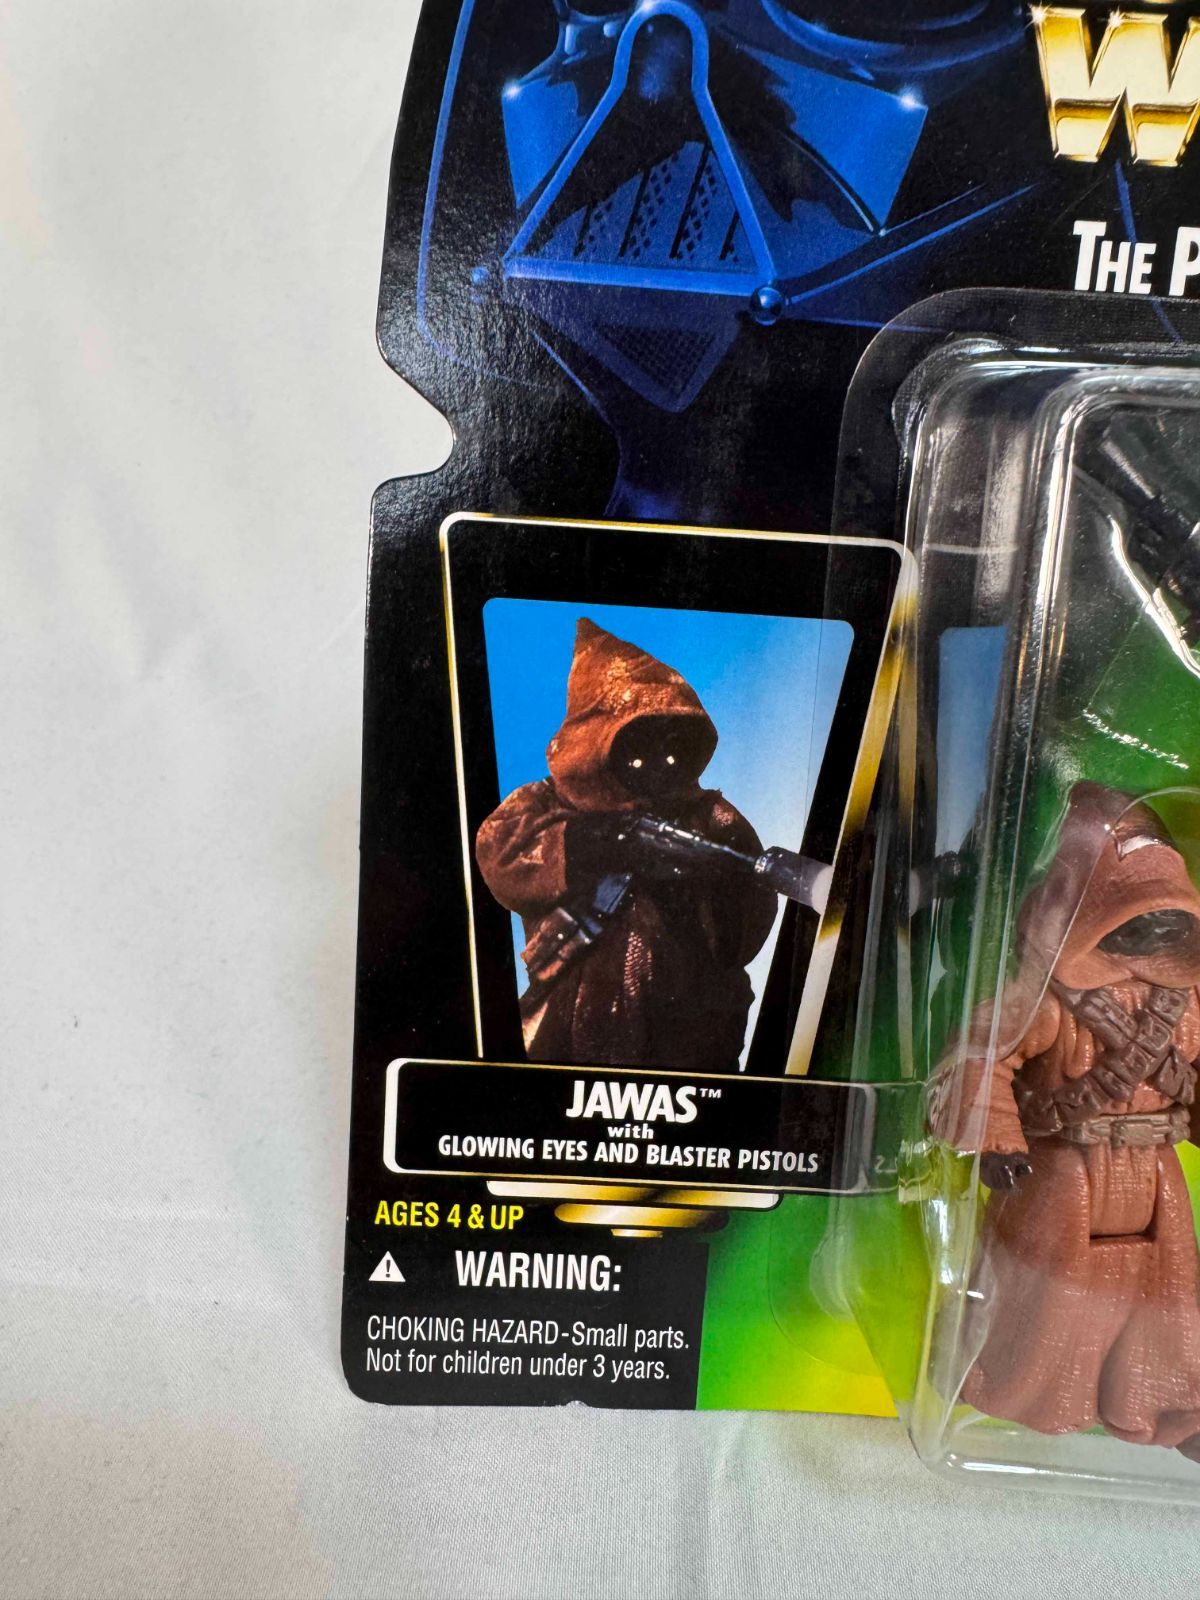 W
THE P
JAWAS™
with
GLOWING EYES AND BLASTER PISTOLS
AGES 4 & UP
WARNING:
CHOKING HAZARD-Small parts.
Not for children under 3 years.